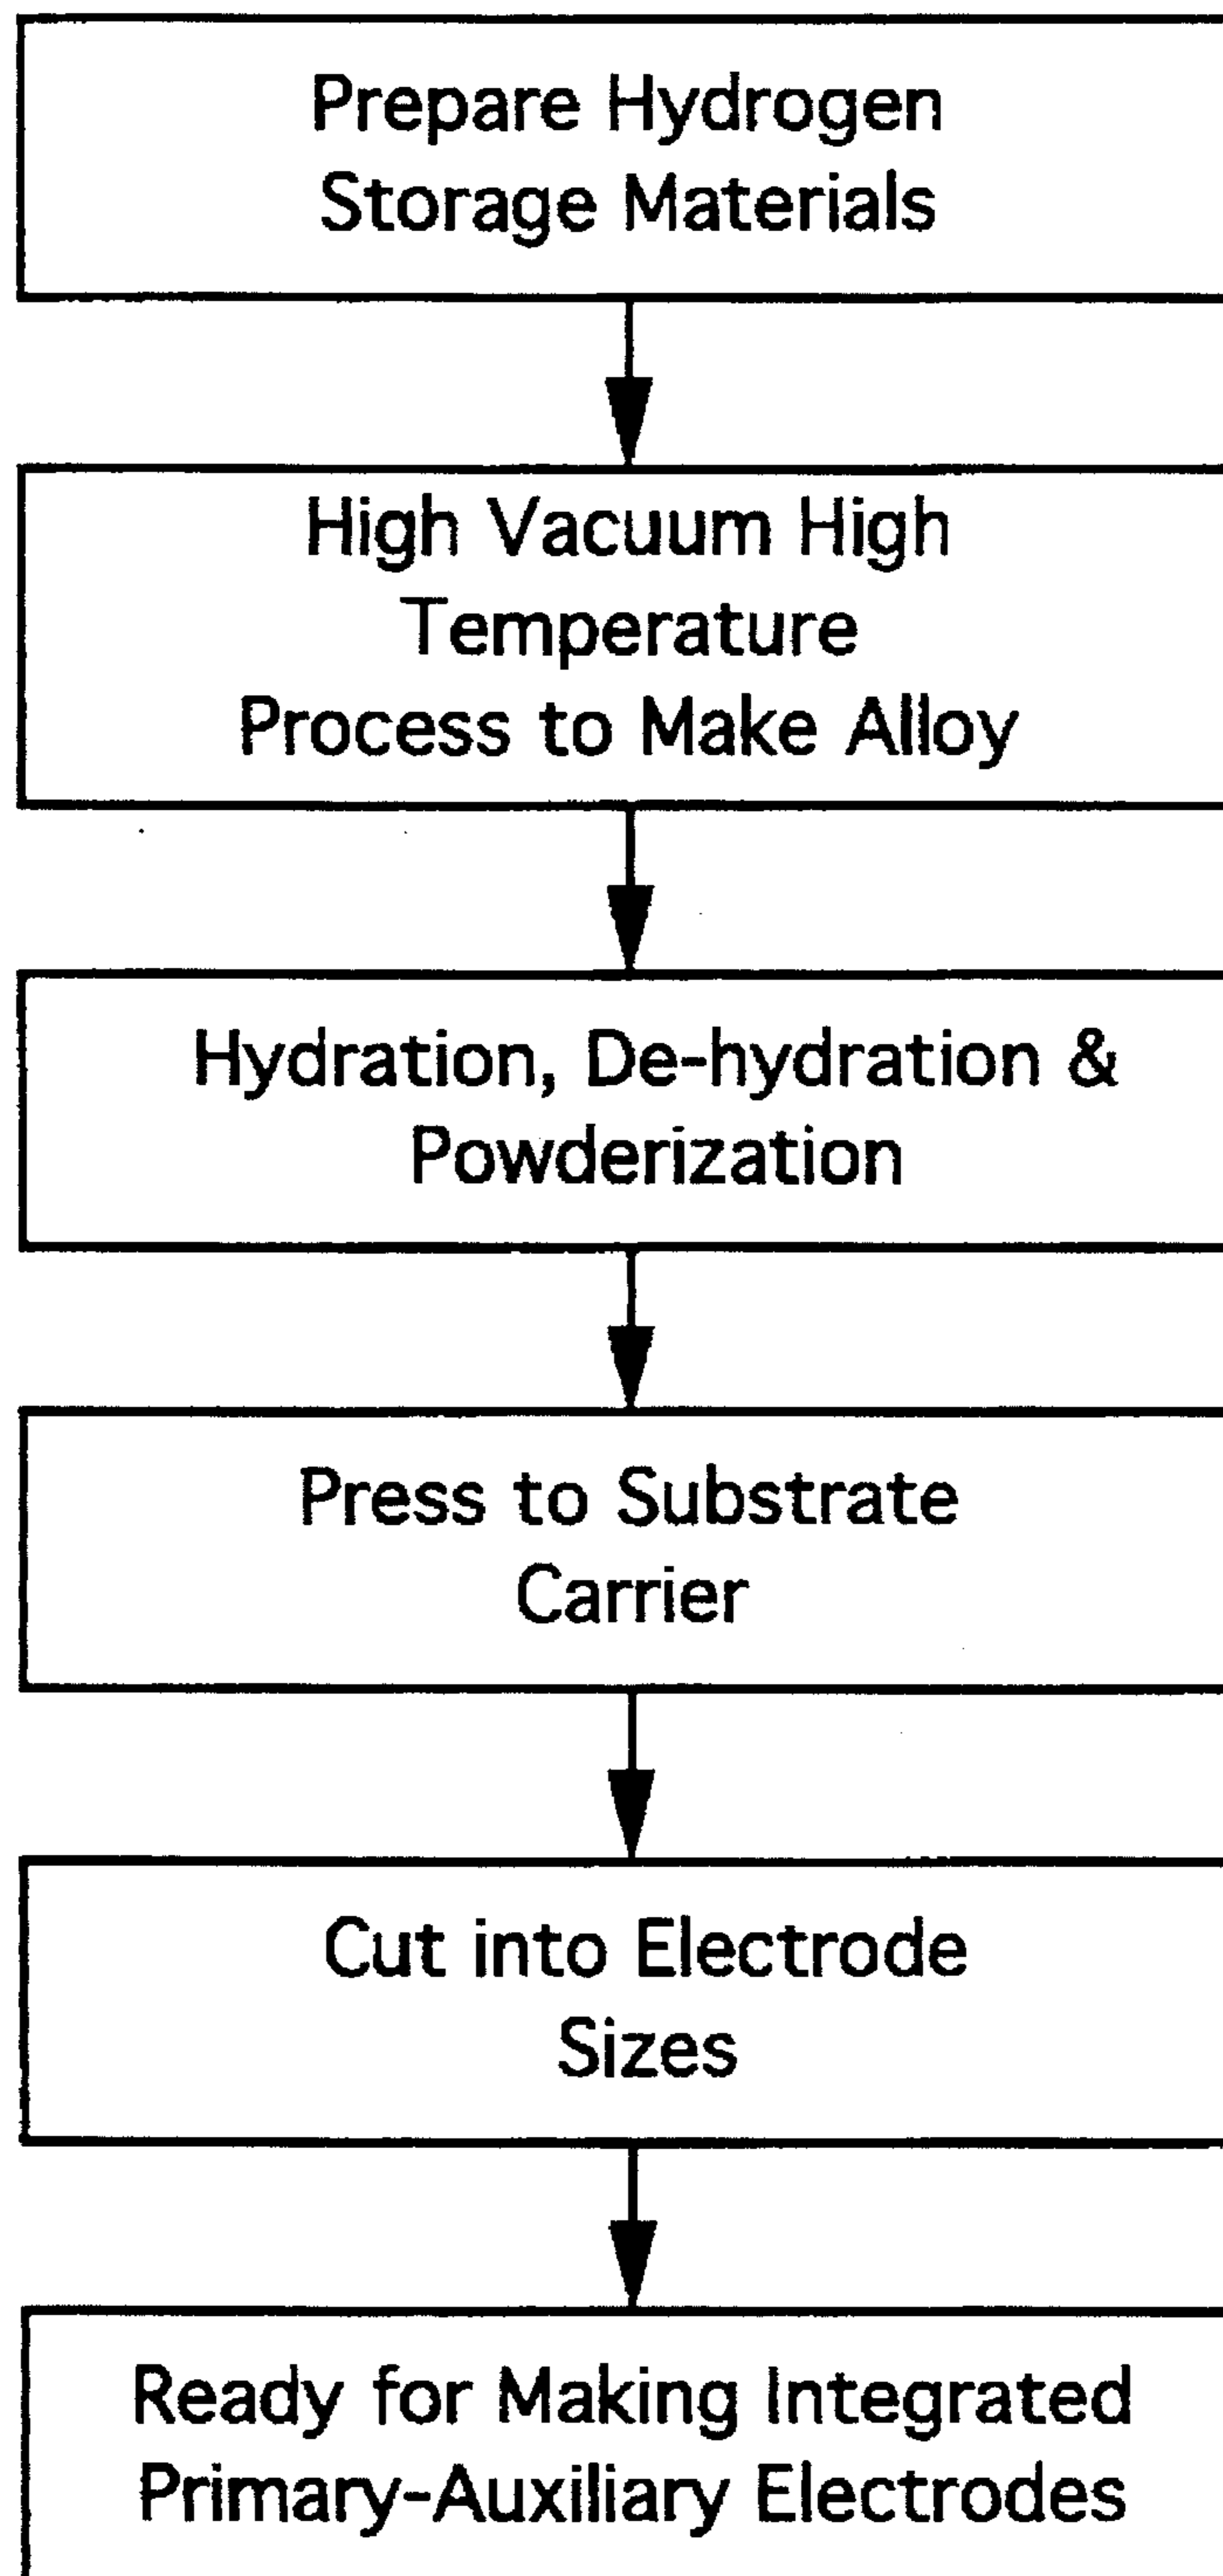 Prepare Hydrogen
Storage Materials
High Vacuum High
Temperature
Process to Make Alloy
Hydration, De-hydration &
Powderization
Press to Substrate
Carrier
Cut into Electrode
Sizes
Ready for Making Integrated
Primary-Auxiliary Electrodes